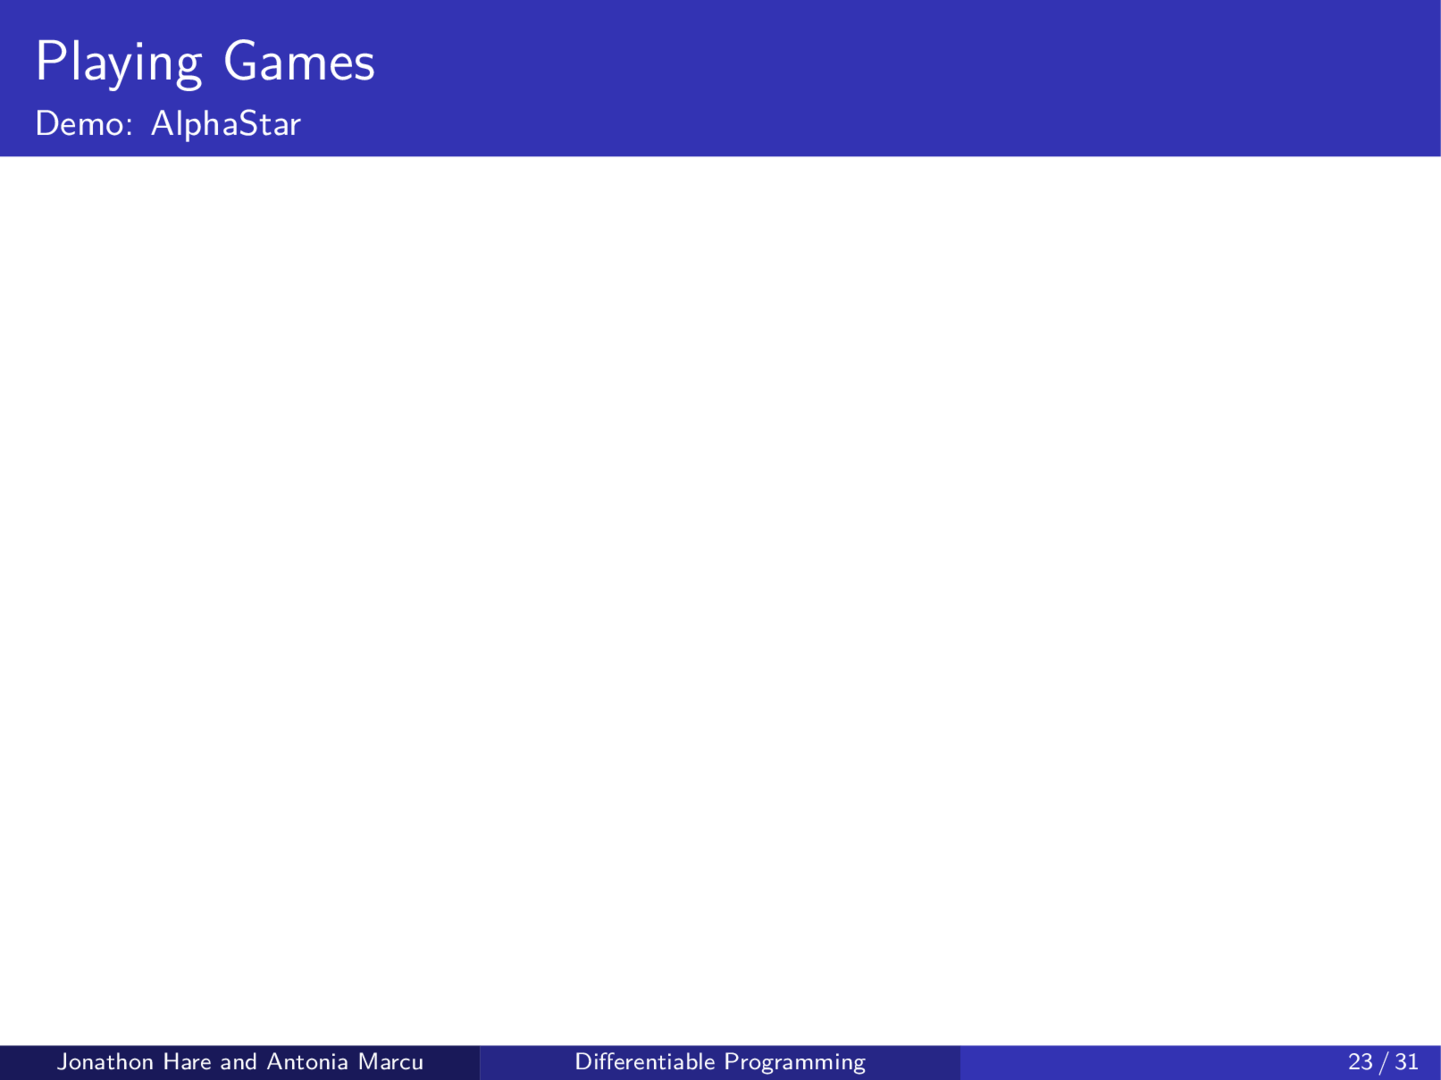 Playing Games
Demo: AlphaStar
Jonathon Hare and Antonia Marcu
Differentiable Programming
23 / 31